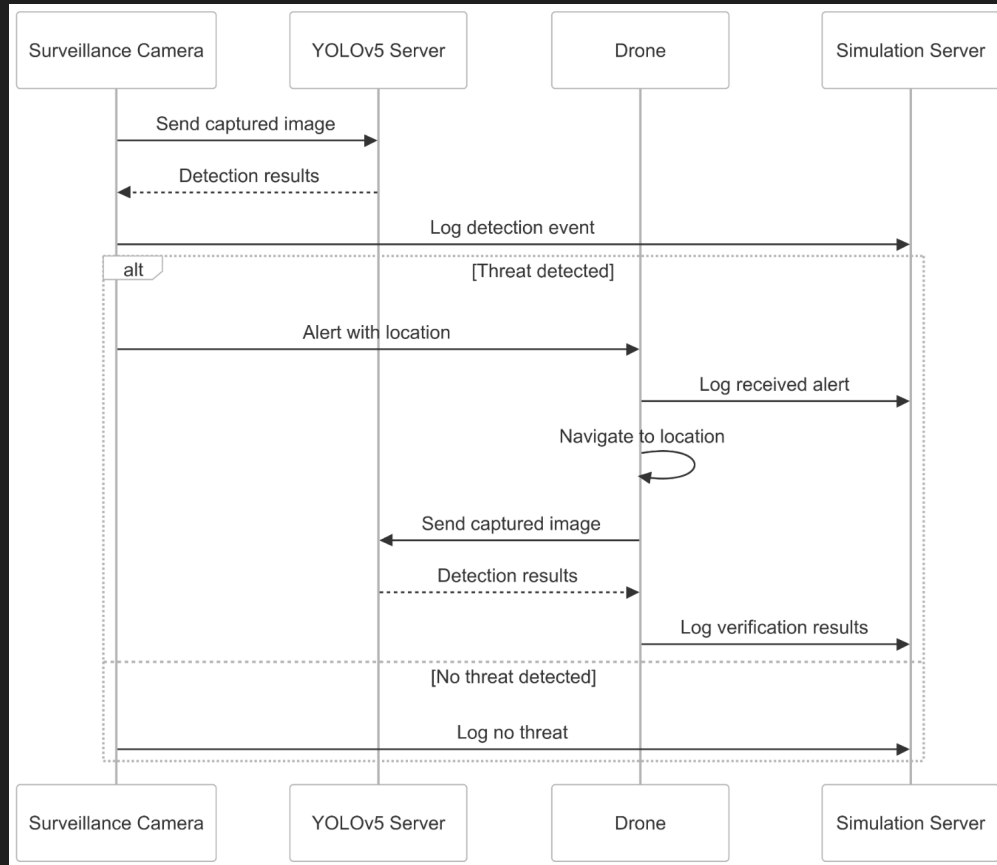 Surveillance Camera
YOLOv5 Server
Drone
Simulation Server
Send captured image
Detection results
Log detection event
alt
[Threat detected]
Alert with location
Log received alert
Navigate to location
Send captured image
Detection results
Log verification results
[No threat detected]
Log no threat
Surveillance Camera
YOLOv5 Server
Drone
Simulation Server